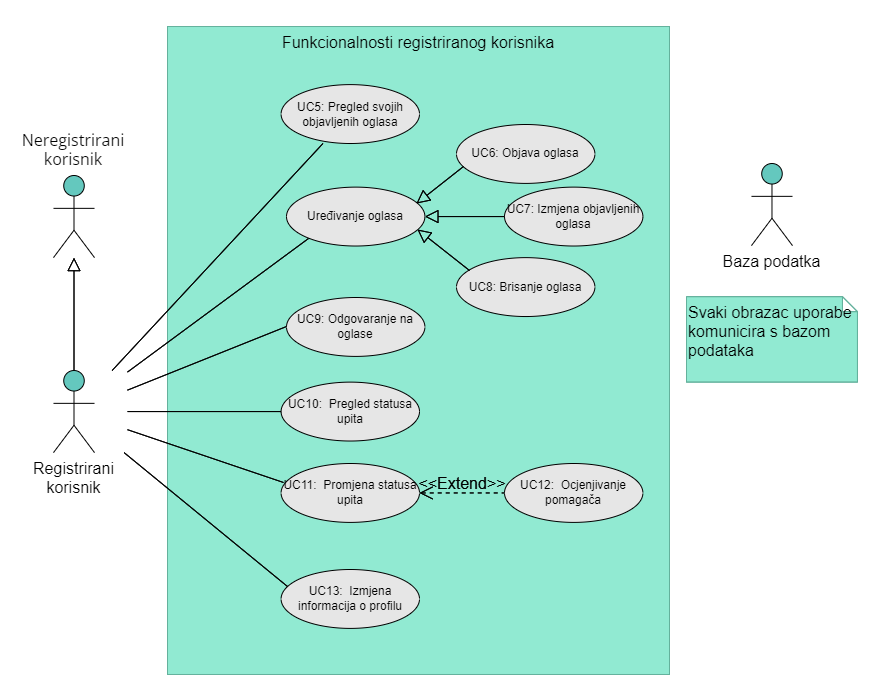 Funkcionalnosti registriranog korisnika
UC5: Pregled svojih
objavljenih oglasa
Neregistrirani
korisnik
UC6: Objava oglasa
Uređivanje oglasa
UC7: Izmjena objavljenih
oglasa
Baza podatka
UC8: Brisanje oglasa
Svaki obrazac uporabe
komunicira s bazom
podataka
UC9: Odgovaranje na
oglase
UC10: Pregled statusa
upita
Registrirani
korisnik
UC11: Promjena statusa
upita
<<Extend>>
UC12: Ocjenjivanje
pomagača
UC13: Izmjena
informacija o profilu